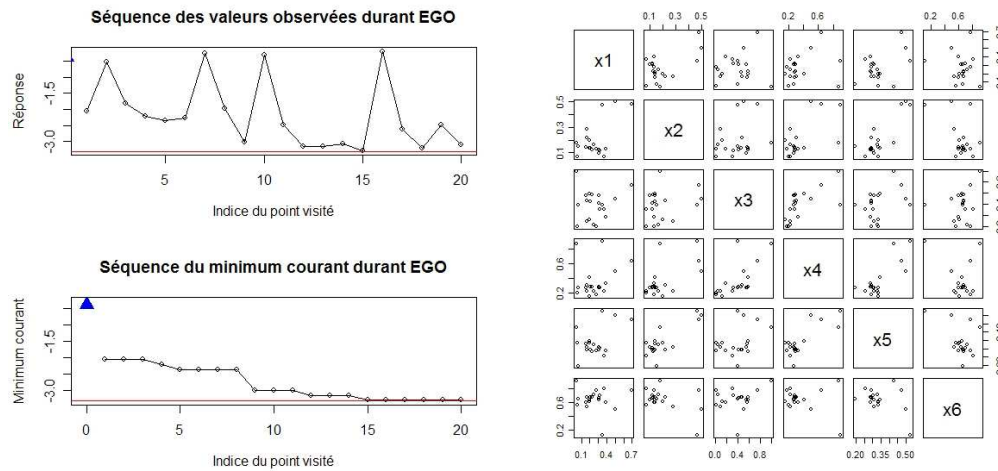 Séquence des valeurs observées durant EGO
Réponse
-1.5
-3.0
5 10 15 20
Indice du point visité
Séquence du minimum courant durant EGO
Minimum courant
-1.5
-3.0
0 5 10 15 20
Indice du point visité
0.1 0.3 0.5
0.2 0.6
0.2 0.6
x1
0.1 0.3 0.5
x2
x3
0.2 0.6
x4
x5
0.2 0.6
x6
0.1 0.4 0.7
0.0 0.4 0.8
0.20 0.35 0.50